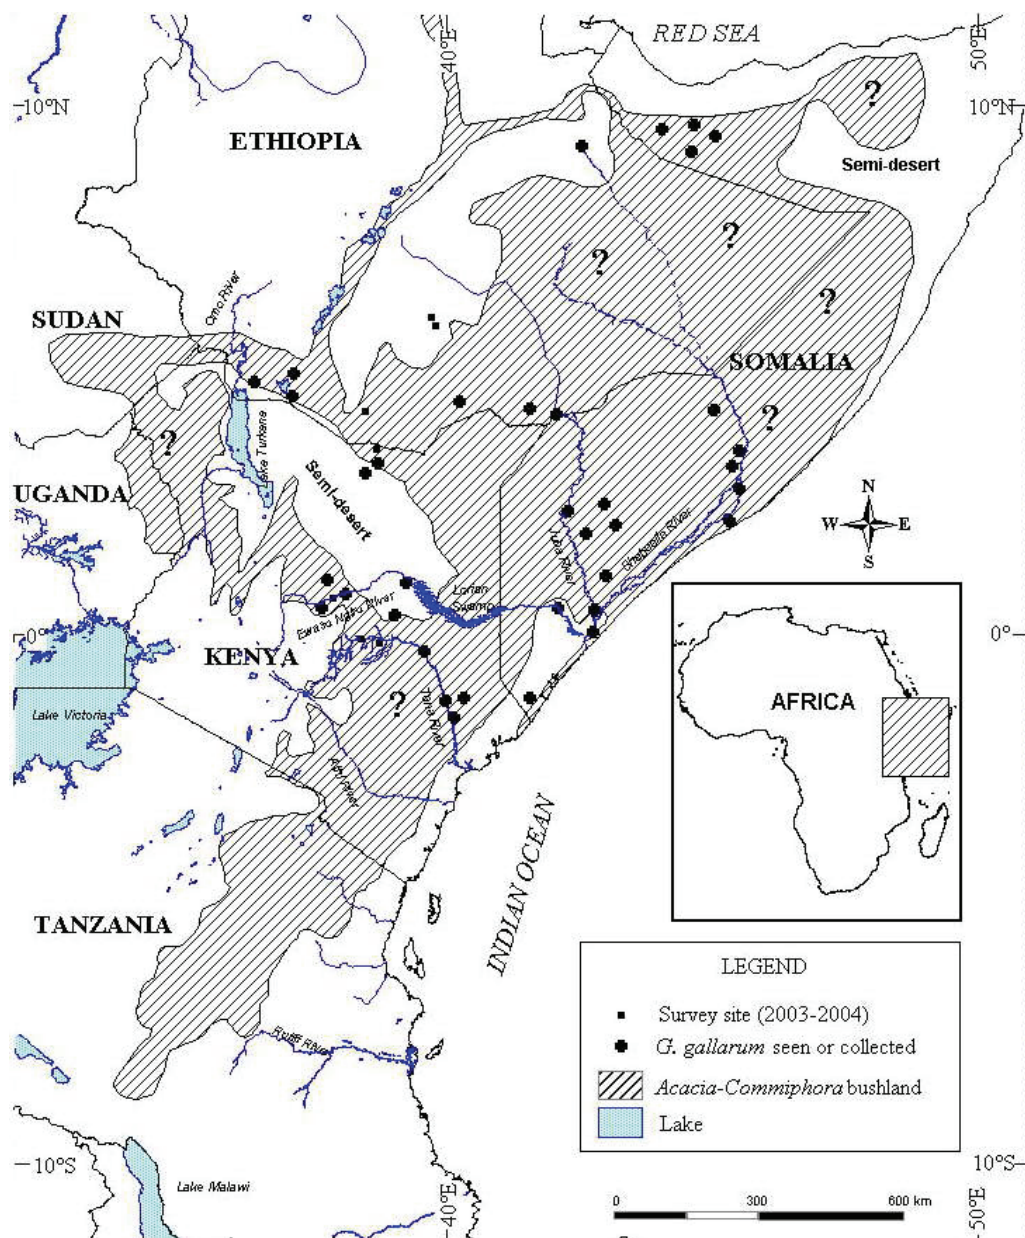 RED SEA
40°E
50°E
10°N
10°N
?
ETHIOPIA
Semi-desert
?
?
?
Omo River
SUDAN
SOMALIA
?
?
Lake Turkana
Semi-desert
UGANDA
N
W E
S
Juba River
Shebeelle River
Lorian
Swamp
Ewaso Ngiro River
0°
0°
KENYA
?
Tana River
Lake Victoria
Athi River
AFRICA
INDIAN OCEAN
TANZANIA
LEGEND
Survey site (2003-2004)
G. gallarum seen or collected
Acacia-Commiphora bushland
Lake
Rufiji River
10°S
10°S
Lake Malawi
40°E
50°E
0 300 600 km